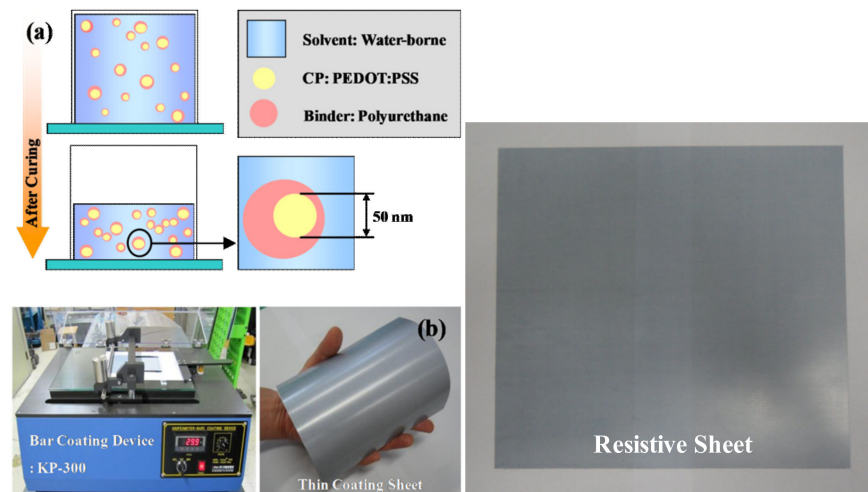 (a)
Solvent: Water-borne
CP: PEDOT:PSS
Binder: Polyurethane
After Curing
50 nm
(b)
Bar Coating Device
: KP-300
299
Thin Coating Sheet
Resistive Sheet